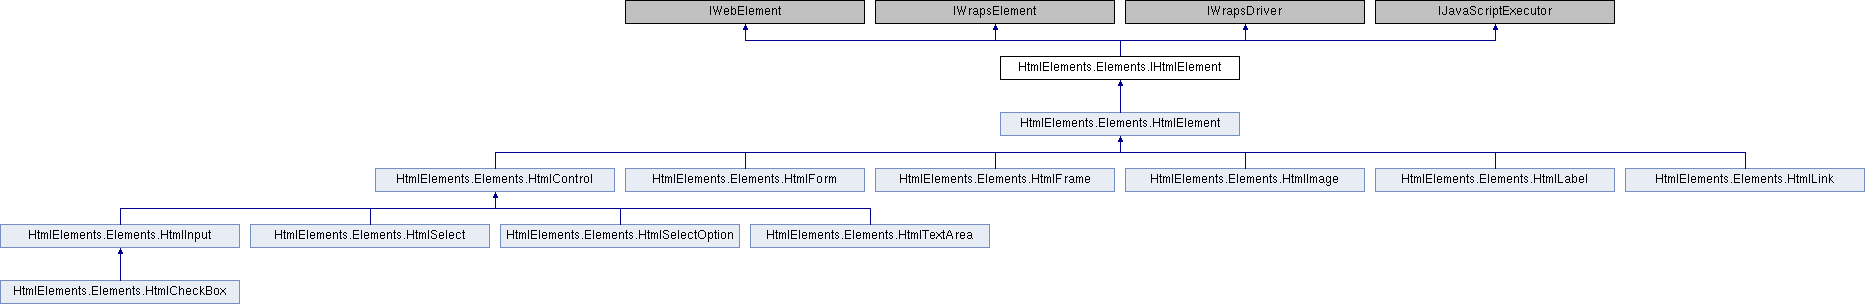 IWebElement
IWrapsElement
IWrapsDriver
IJavaScriptExecutor
HtmlElements.Elements.IHtmlElement
HtmlElements.Elements.HtmlElement
HtmlElements.Elements.HtmlControl
HtmlElements.Elements.HtmlForm
HtmlElements.Elements.HtmlFrame
HtmlElements.Elements.HtmlImage
HtmlElements.Elements.HtmlLabel
HtmlElements.Elements.HtmlLink
HtmlElements.Elements.HtmlInput
HtmlElements.Elements.HtmlSelect
HtmlElements.Elements.HtmlSelectOption
HtmlElements.Elements.HtmlTextArea
HtmlElements.Elements.HtmlCheckBox